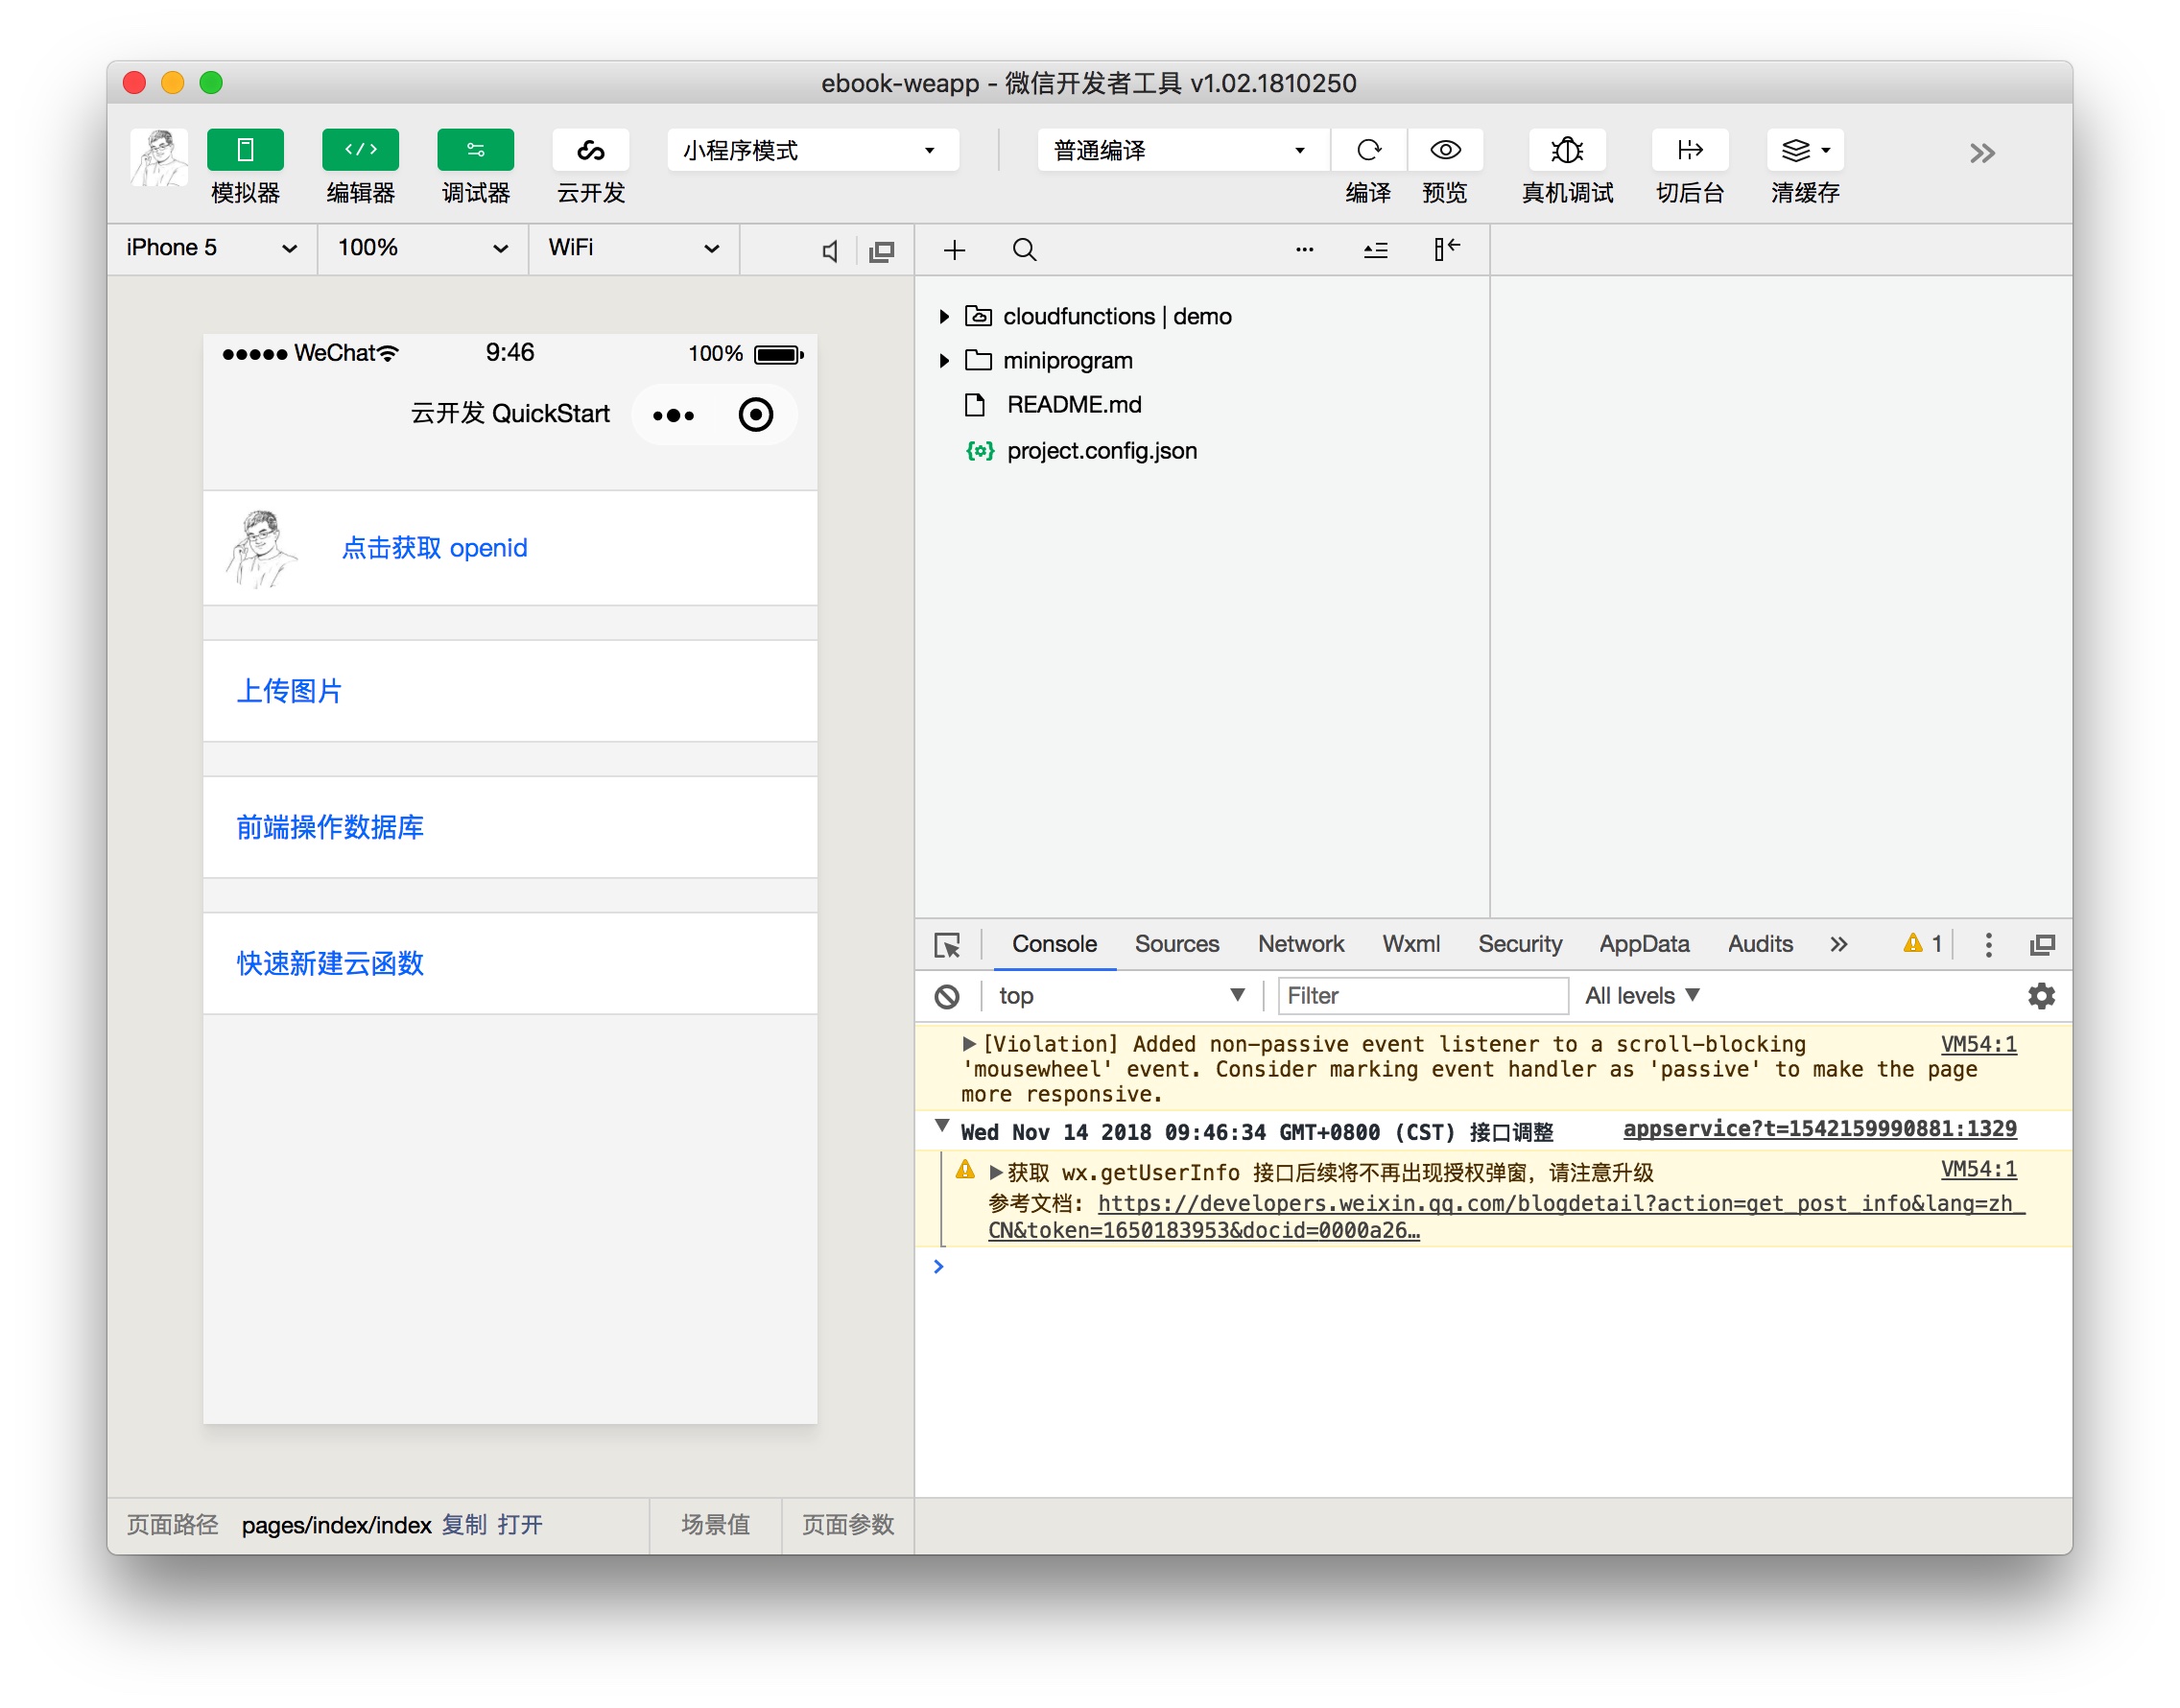 ebook-weapp - 微信开发者工具 v1.02.1810250
模拟器 编辑器 调试器 云开发 小程序模式 普通编译 编译 预览 真机调试 切后台 清缓存
iPhone 5 100% WiFi
WeChat 9:46 100%
云开发 QuickStart
点击获取 openid
上传图片
前端操作数据库
快速新建云函数
页面路径 pages/index/index 复制 打开 场景值 页面参数
cloudfunctions | demo
miniprogram
README.md
project.config.json
Console Sources Network Wxml Security AppData Audits 1
top Filter All levels
[Violation] Added non-passive event listener to a scroll-blocking VM54:1
'mousewheel' event. Consider marking event handler as 'passive' to make the page
more responsive.
Wed Nov 14 2018 09:46:34 GMT+0800 (CST) 接口调整 appservice?t=1542159990881:1329
获取 wx.getUserInfo 接口后续将不再出现授权弹窗，请注意升级 VM54:1
参考文档: https://developers.weixin.qq.com/blogdetail?action=get_post_info&lang=zh_
CN&token=1650183953&docid=0000a26…